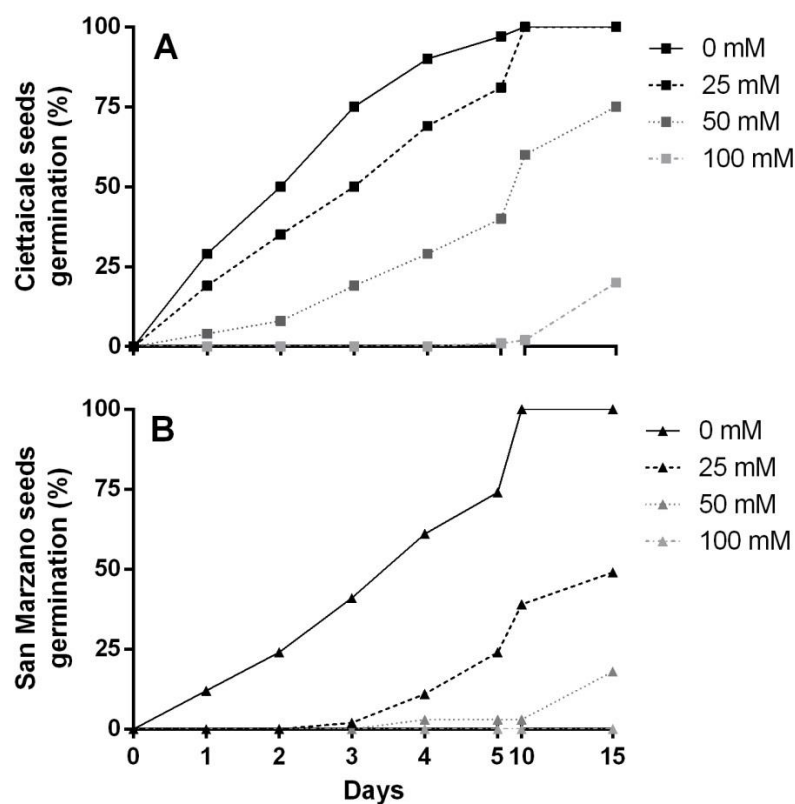 A
Ciettaicale seeds
germination (%)
100
75
50
25
0
0 mM
25 mM
50 mM
100 mM
B
San Marzano seeds
germination (%)
100
75
50
25
0
0 mM
25 mM
50 mM
100 mM
0 1 2 3 4 5 10 15
Days